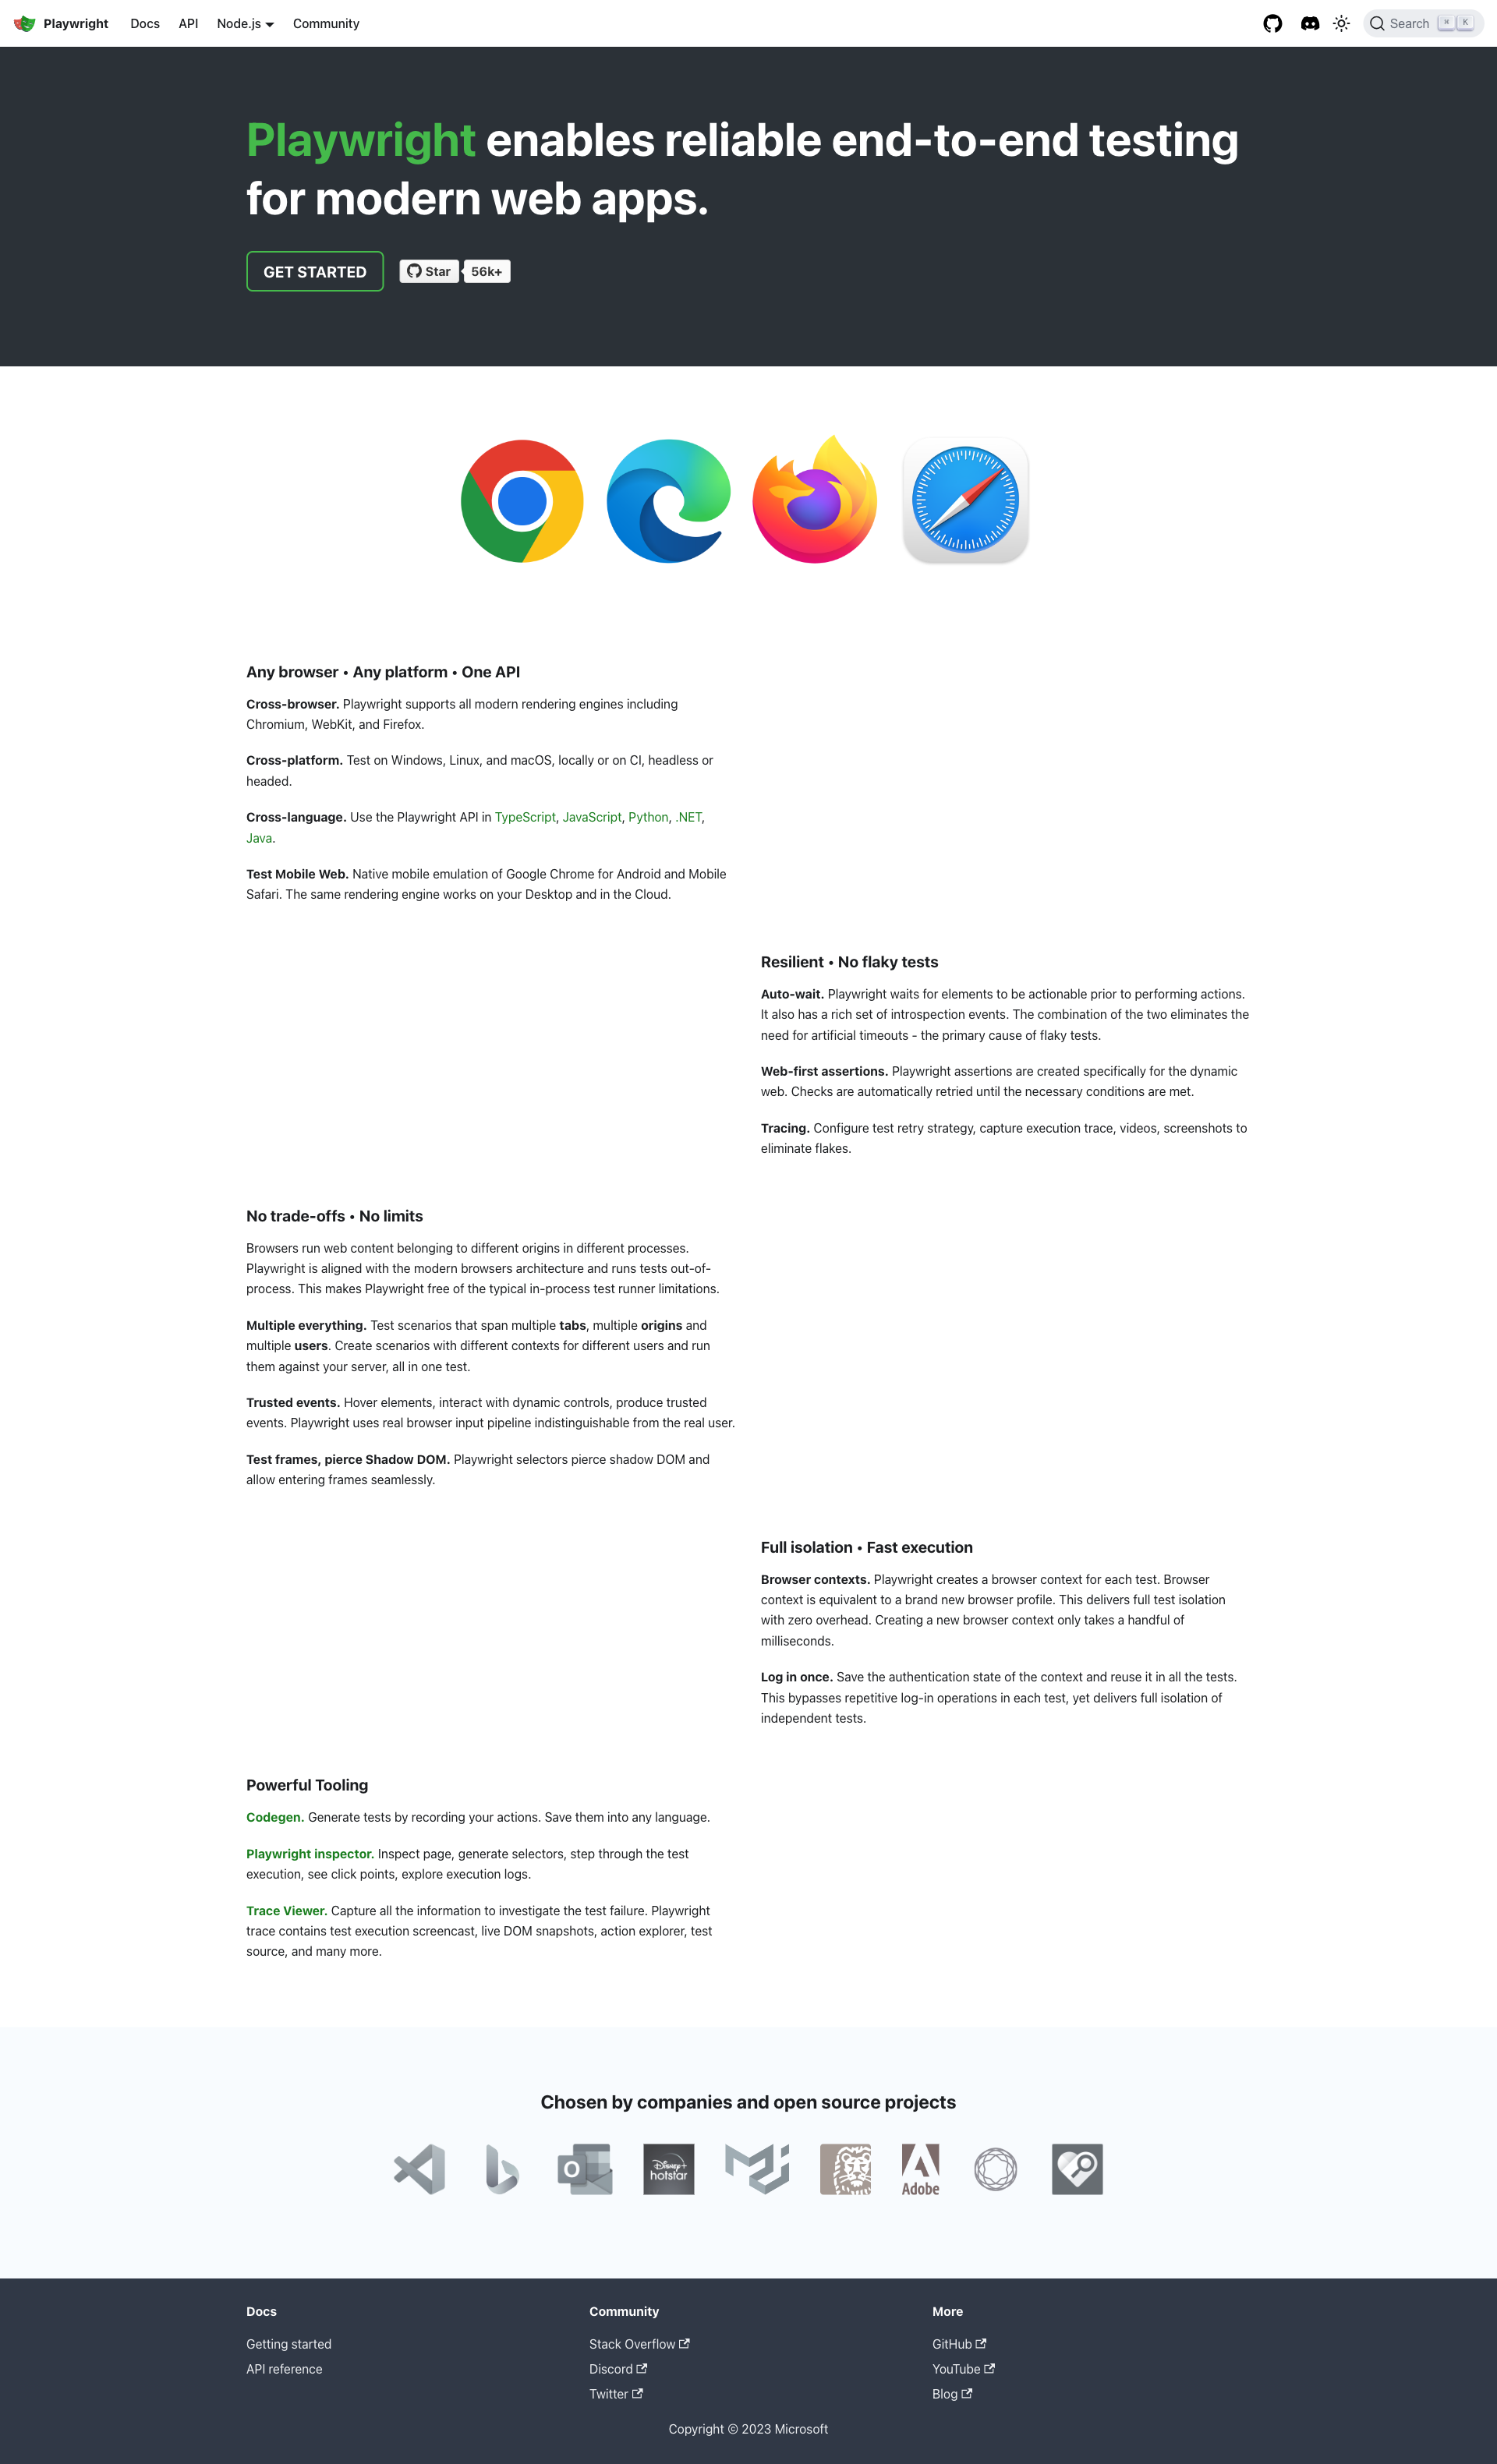 Playwright Docs API Node.js Community Search ⌘ K
Playwright enables reliable end-to-end testing
for modern web apps.
GET STARTED Star 56k+
Any browser • Any platform • One API
Cross-browser. Playwright supports all modern rendering engines including
Chromium, WebKit, and Firefox.
Cross-platform. Test on Windows, Linux, and macOS, locally or on CI, headless or
headed.
Cross-language. Use the Playwright API in TypeScript, JavaScript, Python, .NET,
Java.
Test Mobile Web. Native mobile emulation of Google Chrome for Android and Mobile
Safari. The same rendering engine works on your Desktop and in the Cloud.
Resilient • No flaky tests
Auto-wait. Playwright waits for elements to be actionable prior to performing actions.
It also has a rich set of introspection events. The combination of the two eliminates the
need for artificial timeouts - the primary cause of flaky tests.
Web-first assertions. Playwright assertions are created specifically for the dynamic
web. Checks are automatically retried until the necessary conditions are met.
Tracing. Configure test retry strategy, capture execution trace, videos, screenshots to
eliminate flakes.
No trade-offs • No limits
Browsers run web content belonging to different origins in different processes.
Playwright is aligned with the modern browsers architecture and runs tests out-of-
process. This makes Playwright free of the typical in-process test runner limitations.
Multiple everything. Test scenarios that span multiple tabs, multiple origins and
multiple users. Create scenarios with different contexts for different users and run
them against your server, all in one test.
Trusted events. Hover elements, interact with dynamic controls, produce trusted
events. Playwright uses real browser input pipeline indistinguishable from the real user.
Test frames, pierce Shadow DOM. Playwright selectors pierce shadow DOM and
allow entering frames seamlessly.
Full isolation • Fast execution
Browser contexts. Playwright creates a browser context for each test. Browser
context is equivalent to a brand new browser profile. This delivers full test isolation
with zero overhead. Creating a new browser context only takes a handful of
milliseconds.
Log in once. Save the authentication state of the context and reuse it in all the tests.
This bypasses repetitive log-in operations in each test, yet delivers full isolation of
independent tests.
Powerful Tooling
Codegen. Generate tests by recording your actions. Save them into any language.
Playwright inspector. Inspect page, generate selectors, step through the test
execution, see click points, explore execution logs.
Trace Viewer. Capture all the information to investigate the test failure. Playwright
trace contains test execution screencast, live DOM snapshots, action explorer, test
source, and many more.
Chosen by companies and open source projects
O
Disney+
hotstar
Adobe
Docs
Getting started
API reference
Community
Stack Overflow
Discord
Twitter
More
GitHub
YouTube
Blog
Copyright © 2023 Microsoft